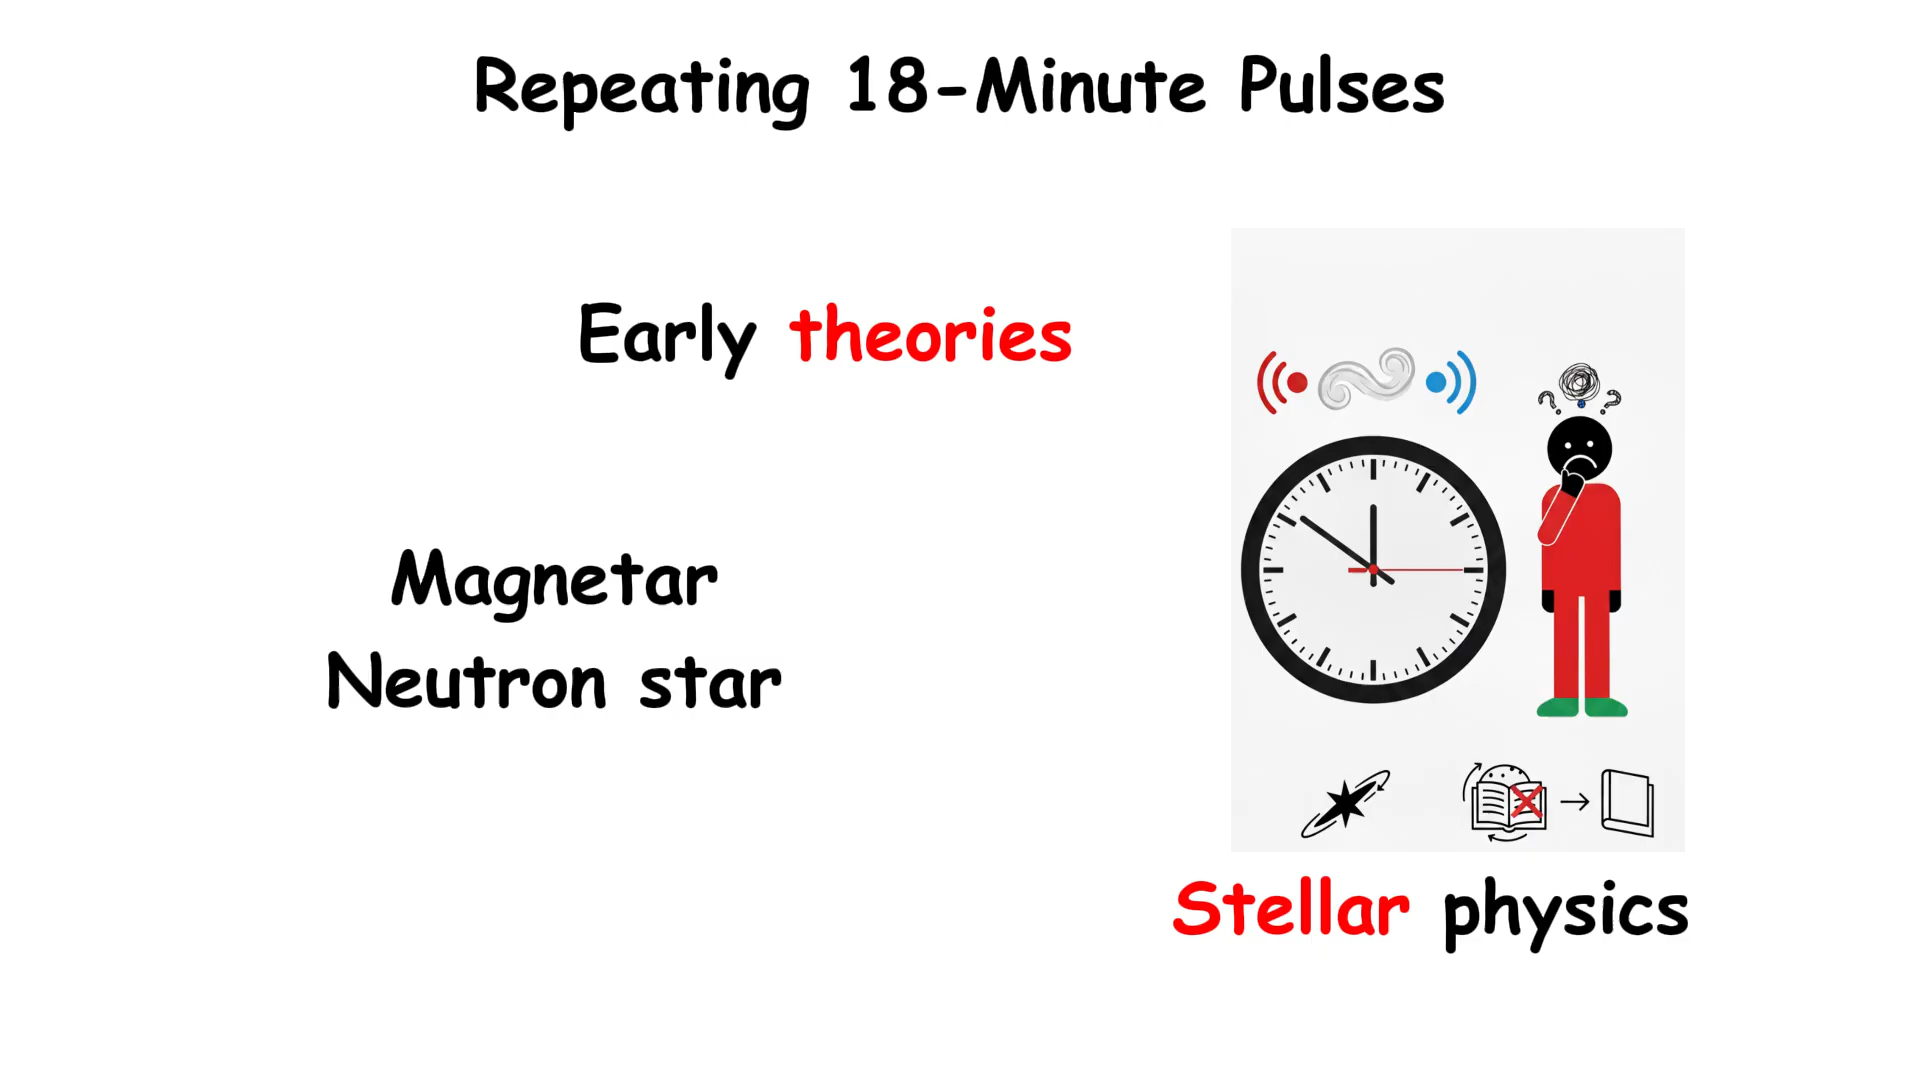 Repeating 18-Minute Pulses
Early theories
Magnetar
Neutron star
Stellar physics